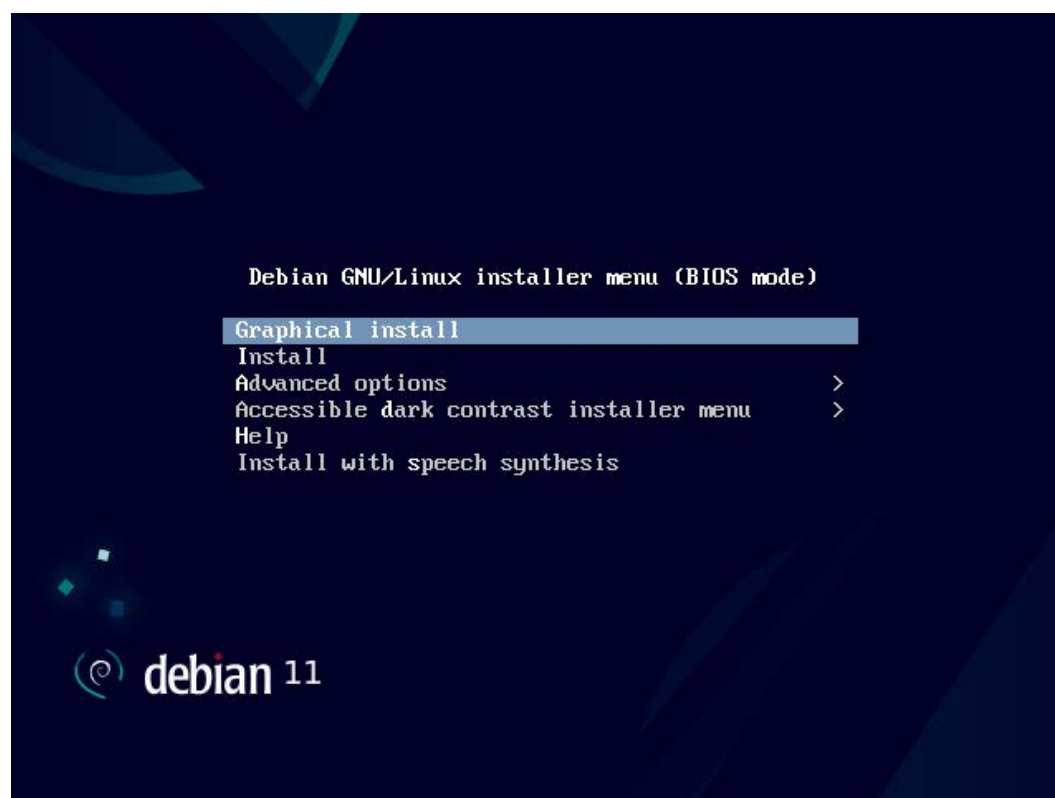 Debian GNU/Linux installer menu (BIOS mode)
Graphical install
Install
Advanced options >
Accessible dark contrast installer menu >
Help
Install with speech synthesis
debian 11